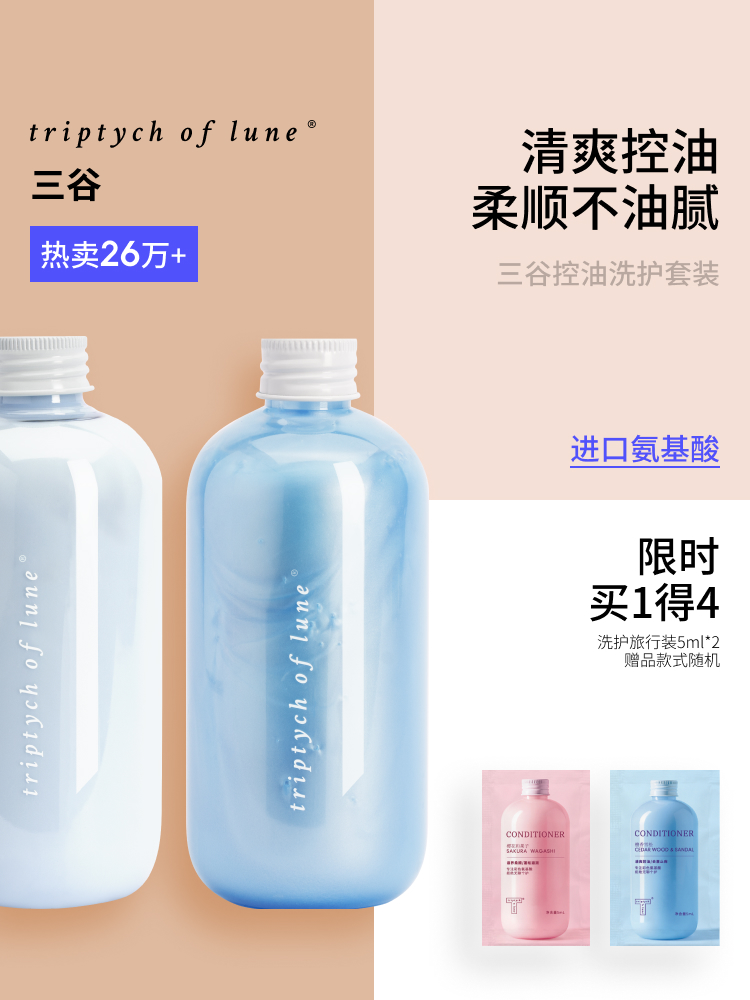 triptych of lune®
三谷
热卖26万+
清爽控油
柔顺不油腻
三谷控油洗护套装
进口氨基酸
triptych of lune®
triptych of lune®
限时
买1得4
洗护旅行装5ml*2
赠品款式随机
CONDITIONER
SAKURA WAGASHI
CONDITIONER
CEDAR WOOD & SANDAL